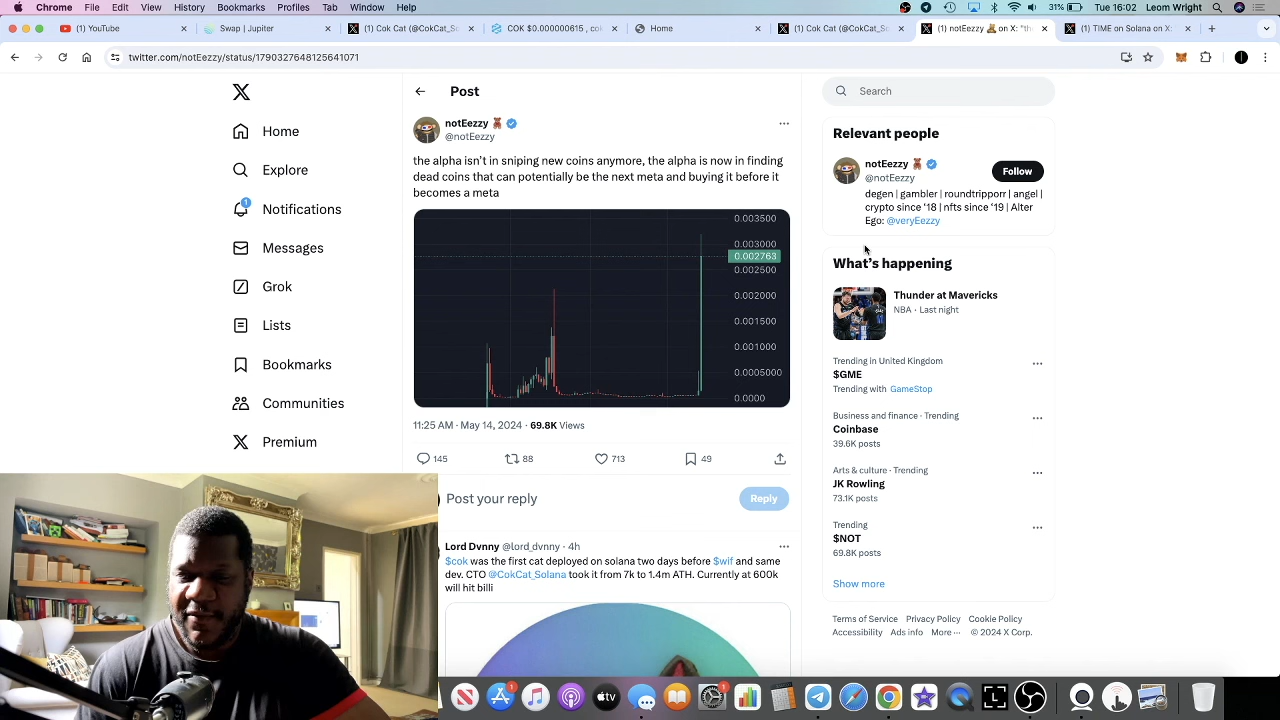 Chrome File Edit View History Bookmarks Profiles Tab Window Help
31% Tue 16:02 Leom Wright
(1) YouTube
Swap | Jupiter
(1) Cok Cat (@CokCat_So
COK $0.000000615 , cok
Home
(1) Cok Cat (@CokCat_So
(1) notEezzy 🧸 on X: "th
(1) TIME on Solana on X:
twitter.com/notEezzy/status/1790327648125641071
Home
Explore
1
Notifications
Messages
Grok
Lists
Bookmarks
Communities
Premium
Post
notEezzy 🧸
@notEezzy
the alpha isn't in sniping new coins anymore, the alpha is now in finding
dead coins that can potentially be the next meta and buying it before it
becomes a meta
0.003500
0.003000
0.002763
0.002500
0.002000
0.001500
0.001000
0.0005000
0.0000
11:25 AM · May 14, 2024 · 69.8K Views
145 88 713 49
Post your reply
Reply
Lord Dvnny @lord_dvnny · 4h
$cok was the first cat deployed on solana two days before $wif and same
dev. CTO @CokCat_Solana took it from 7k to 1.4m ATH. Currently at 600k
will hit billi
Search
Relevant people
notEezzy 🧸
@notEezzy
Follow
degen | gambler | roundtripporr | angel |
crypto since '18 | nfts since '19 | Alter
Ego: @veryEezzy
What's happening
Thunder at Mavericks
NBA · Last night
Trending in United Kingdom
$GME
Trending with GameStop
Business and finance · Trending
Coinbase
39.6K posts
Arts & culture · Trending
JK Rowling
73.1K posts
Trending
$NOT
69.8K posts
Show more
Terms of Service Privacy Policy Cookie Policy
Accessibility Ads info More ··· © 2024 X Corp.
tv